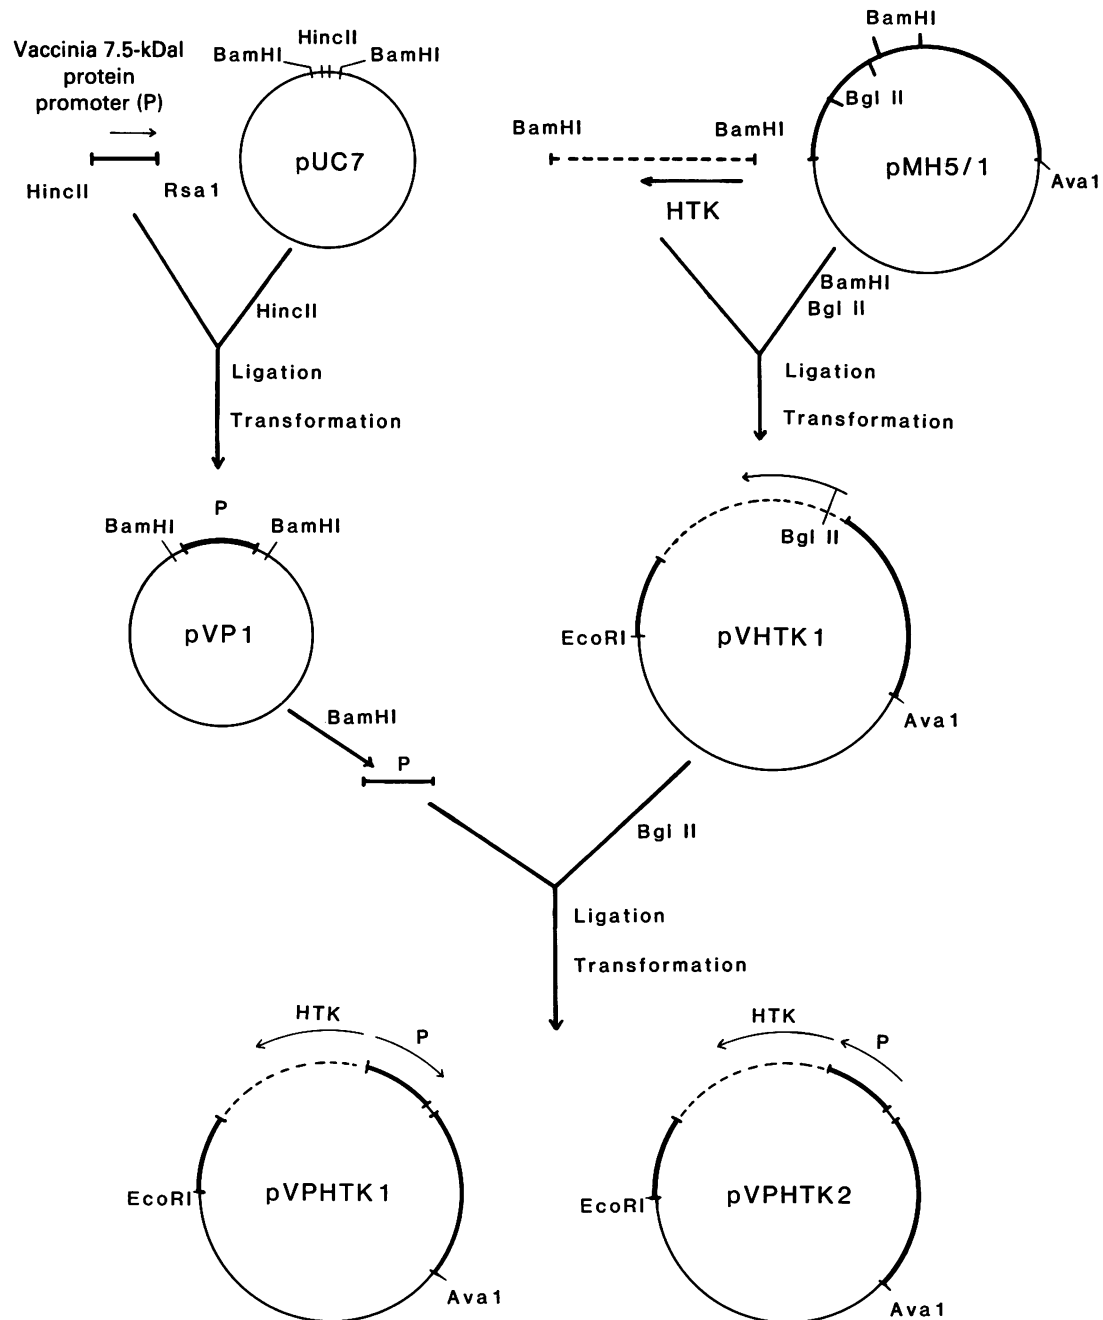 Vaccinia 7.5-kDal
protein
promoter (P)
HincII
Rsa1
BamHI
HincII
BamHI
pUC7
HincII
Ligation
Transformation
BamHI
BamHI
HTK
BamHI
Bgl II
pMH5/1
Ava1
BamHI
Bgl II
Ligation
Transformation
P
BamHI
BamHI
pVP1
BamHI
P
Bgl II
EcoRI
pVHTK1
Ava1
Bgl II
Ligation
Transformation
HTK
P
EcoRI
pVPHTK1
Ava1
HTK
P
EcoRI
pVPHTK2
Ava1